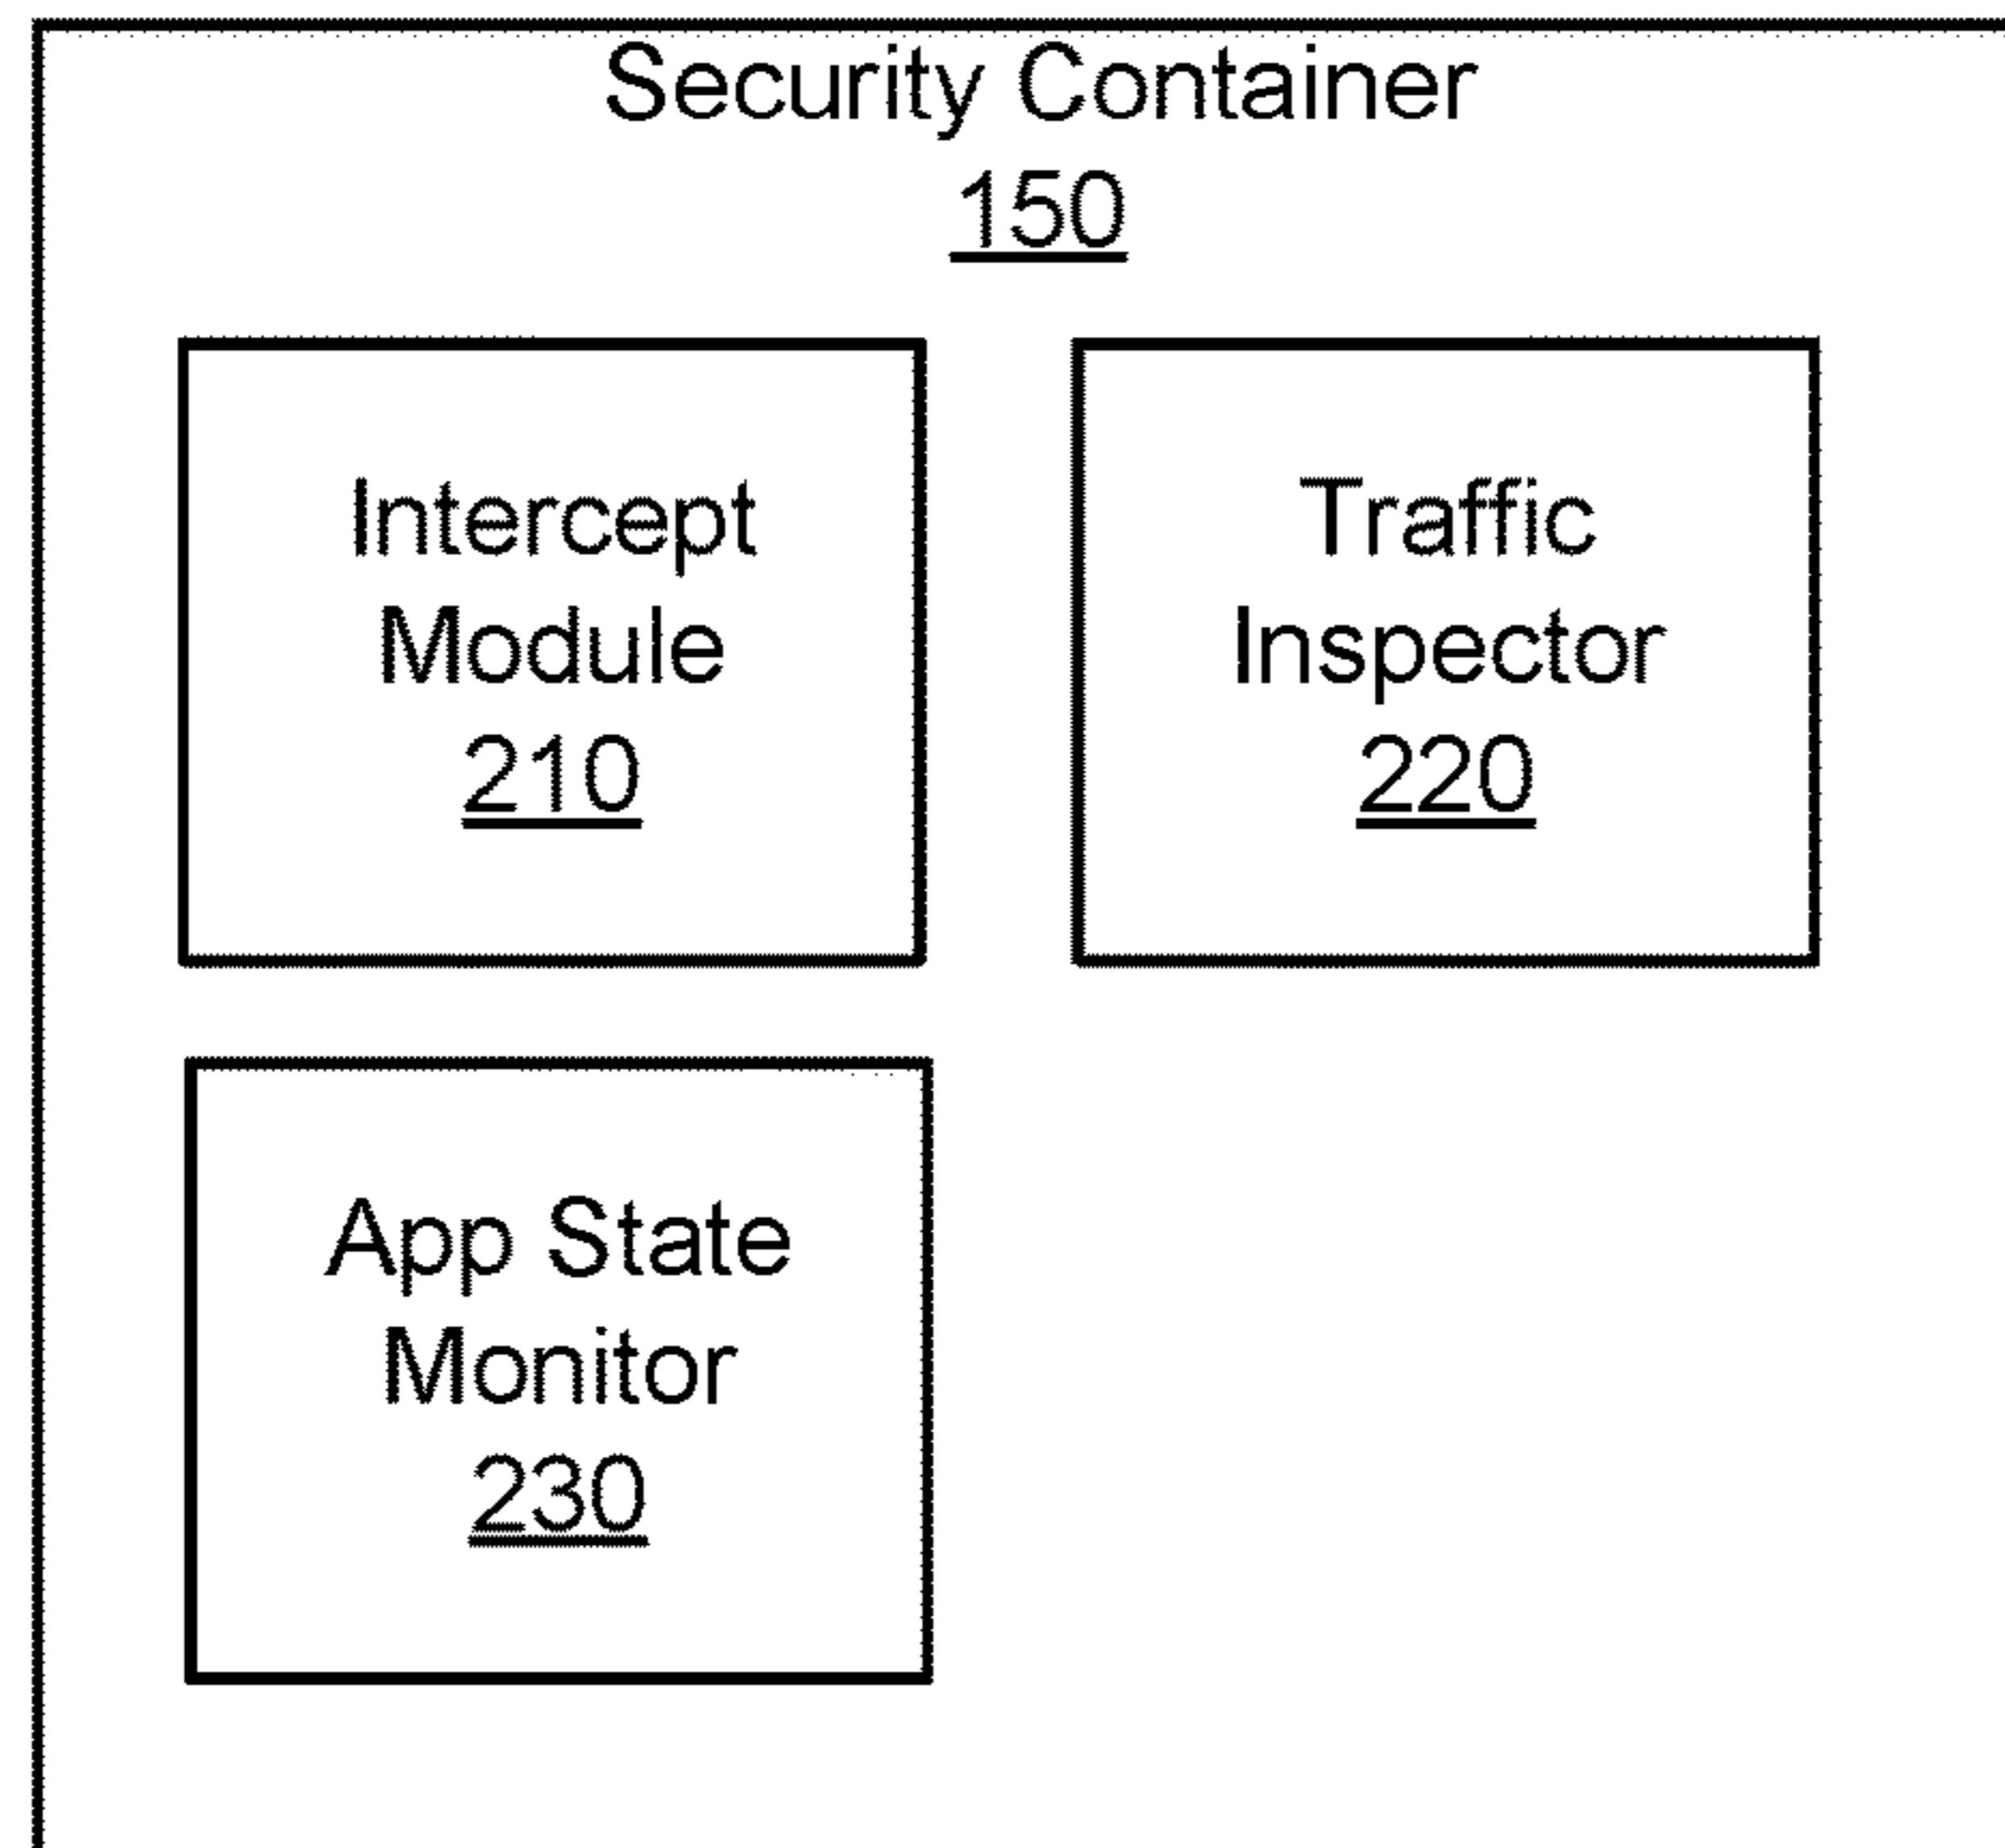 Security Container
150
Intercept
Module
210
Traffic
Inspector
220
App State
Monitor
230